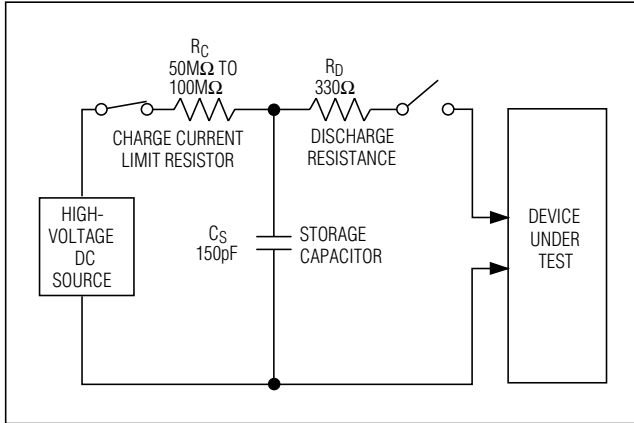 R_C
50MΩ TO
100MΩ
CHARGE CURRENT
LIMIT RESISTOR
R_D
330Ω
DISCHARGE
RESISTANCE
HIGH-
VOLTAGE
DC
SOURCE
C_S
150pF
STORAGE
CAPACITOR
DEVICE
UNDER
TEST